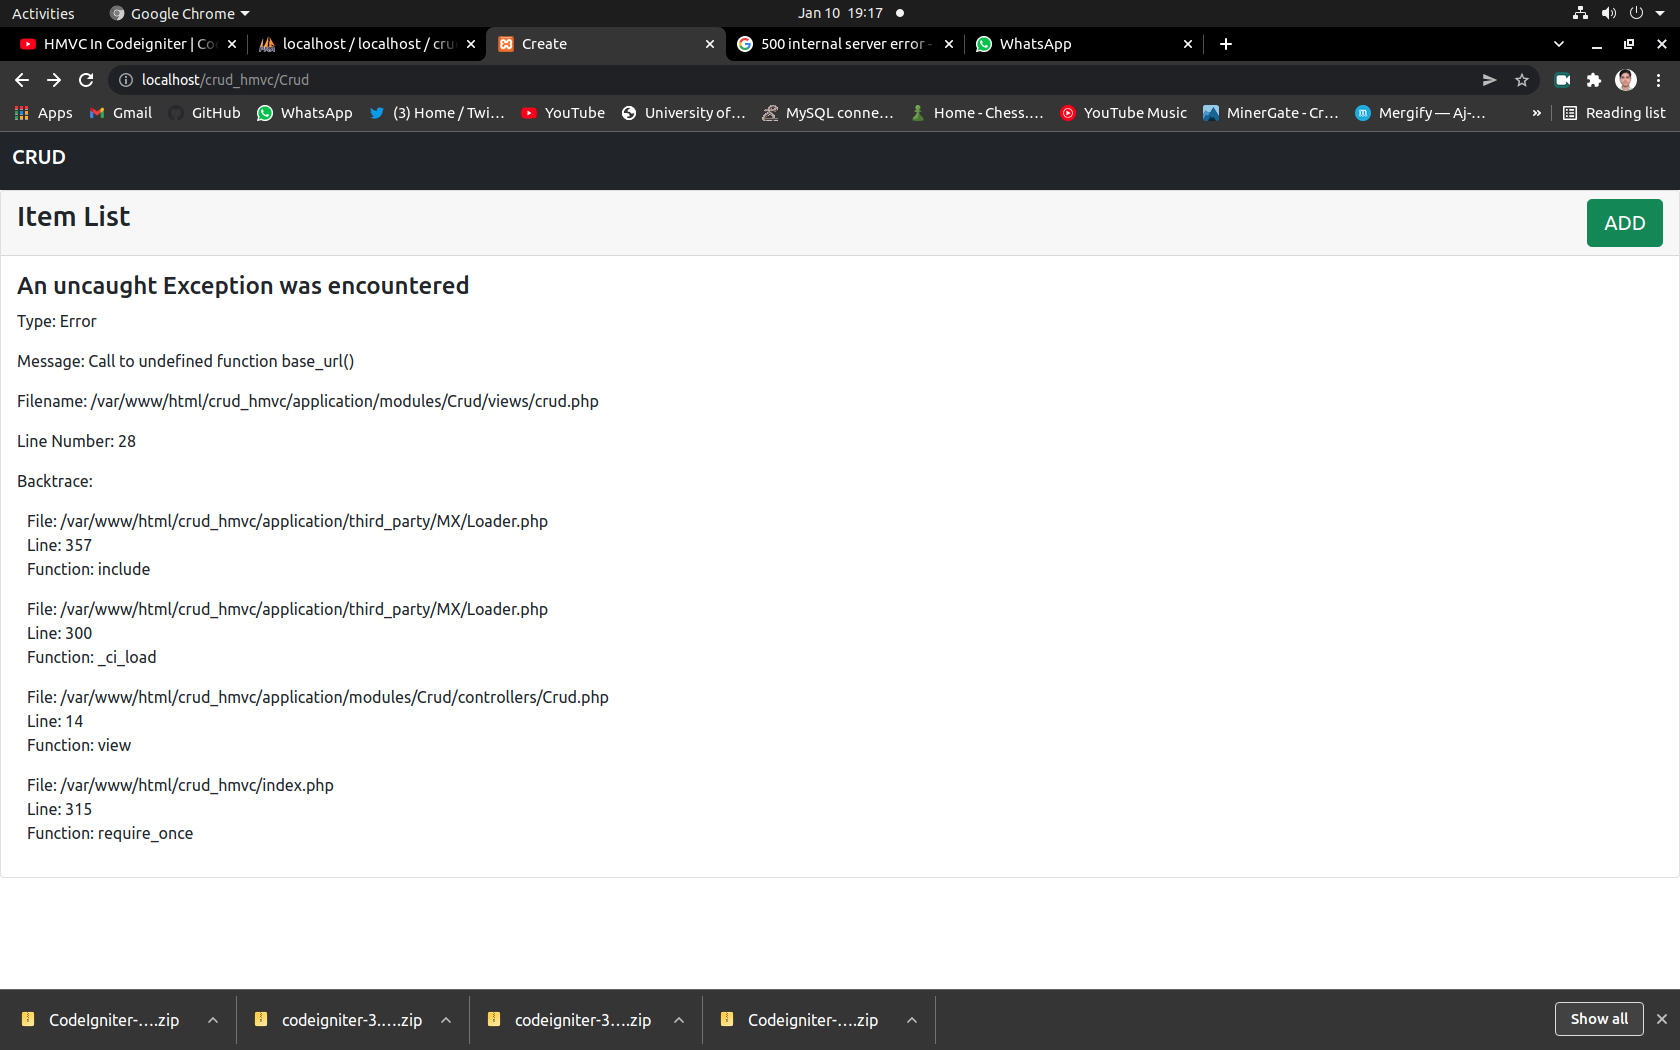 Activities Google Chrome Jan 10 19:17
HMVC In Codeigniter | Co localhost / localhost / cru Create 500 internal server error - WhatsApp
localhost/crud_hmvc/Crud
Apps Gmail GitHub WhatsApp (3) Home / Twi... YouTube University of... MySQL conne... Home - Chess.... YouTube Music MinerGate - Cr... Mergify — Aj-... » Reading list
CRUD
Item List ADD
An uncaught Exception was encountered
Type: Error
Message: Call to undefined function base_url()
Filename: /var/www/html/crud_hmvc/application/modules/Crud/views/crud.php
Line Number: 28
Backtrace:
File: /var/www/html/crud_hmvc/application/third_party/MX/Loader.php
Line: 357
Function: include
File: /var/www/html/crud_hmvc/application/third_party/MX/Loader.php
Line: 300
Function: _ci_load
File: /var/www/html/crud_hmvc/application/modules/Crud/controllers/Crud.php
Line: 14
Function: view
File: /var/www/html/crud_hmvc/index.php
Line: 315
Function: require_once
CodeIgniter-....zip codeigniter-3.....zip codeigniter-3....zip Codeigniter-....zip Show all